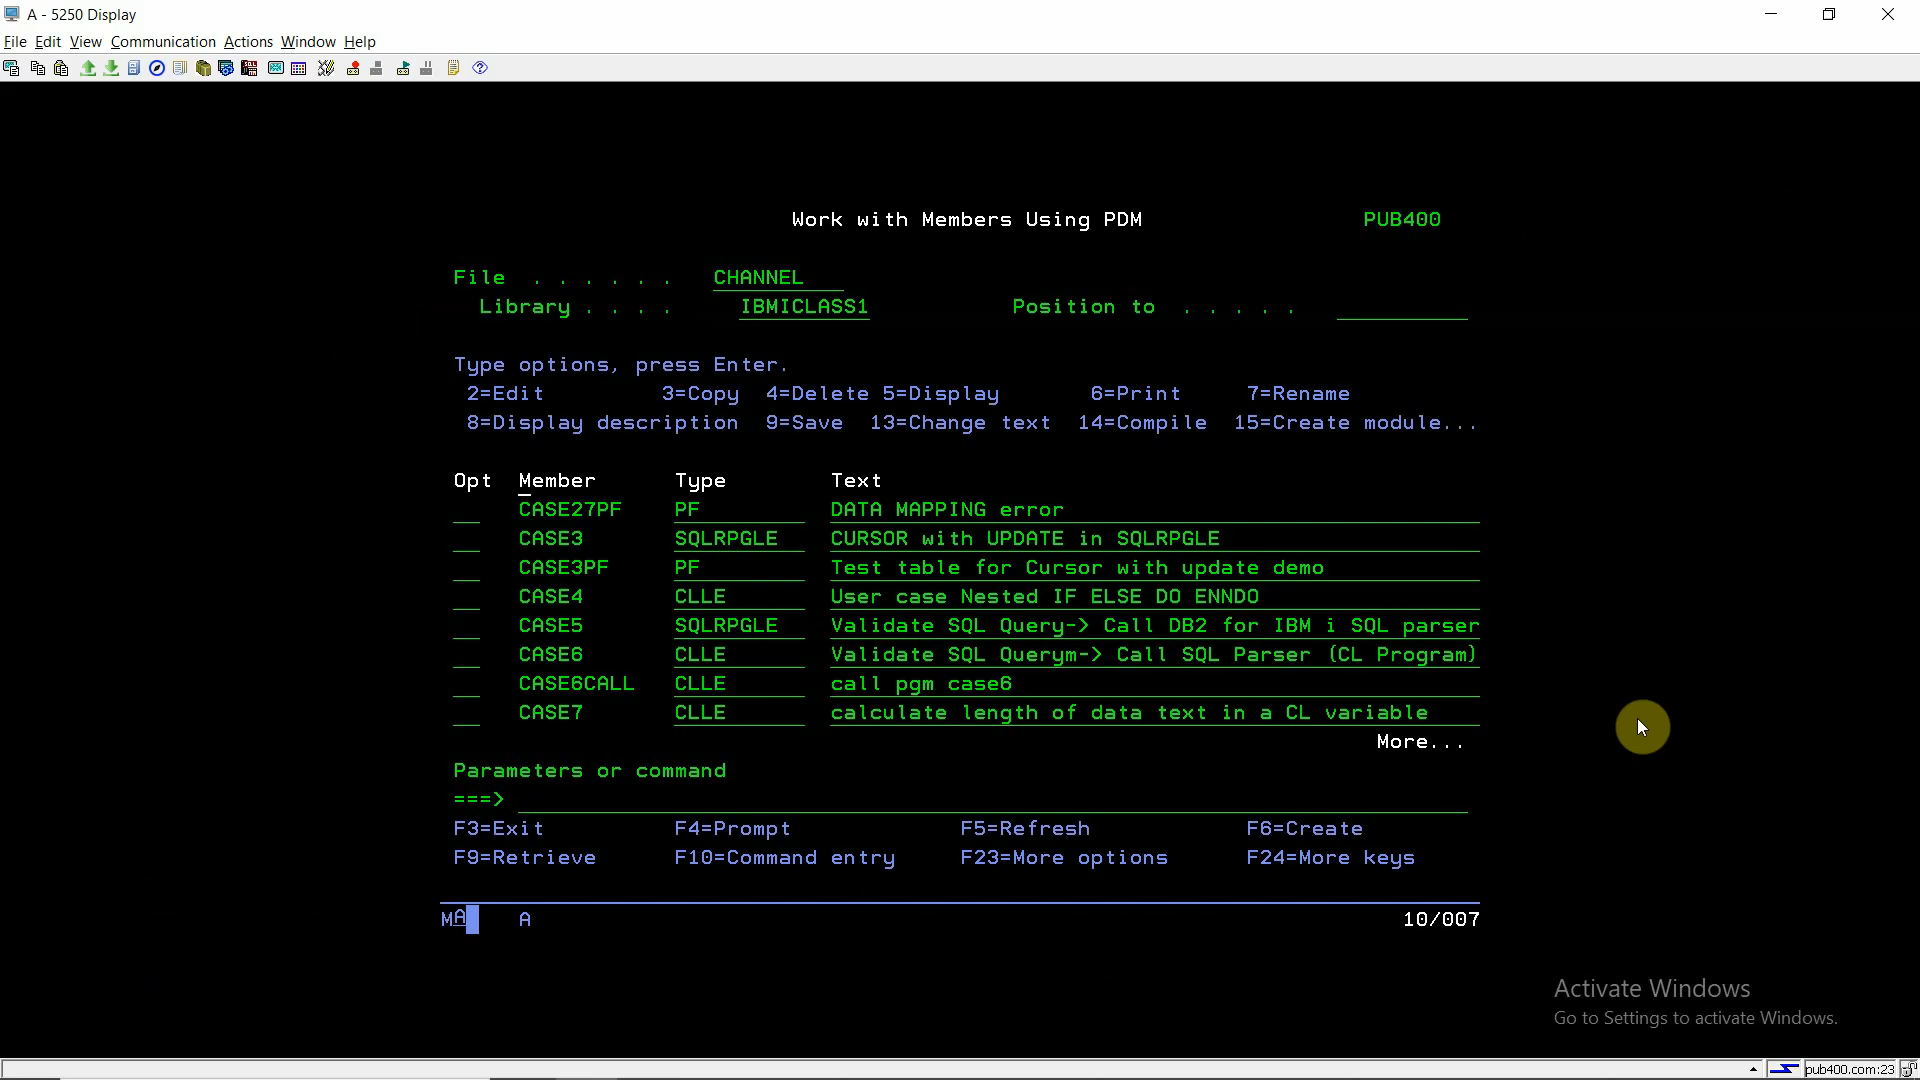 A - 5250 Display
File Edit View Communication Actions Window Help
Work with Members Using PDM PUB400
File . . . . . . CHANNEL
Library . . . . IBMICLASS1 Position to . . . . .
Type options, press Enter.
2=Edit 3=Copy 4=Delete 5=Display 6=Print 7=Rename
8=Display description 9=Save 13=Change text 14=Compile 15=Create module...
Opt Member Type Text
CASE27PF PF DATA MAPPING error
CASE3 SQLRPGLE CURSOR with UPDATE in SQLRPGLE
CASE3PF PF Test table for Cursor with update demo
CASE4 CLLE User case Nested IF ELSE DO ENNDO
CASE5 SQLRPGLE Validate SQL Query-> Call DB2 for IBM i SQL parser
CASE6 CLLE Validate SQL Querym-> Call SQL Parser (CL Program)
CASE6CALL CLLE call pgm case6
CASE7 CLLE calculate length of data text in a CL variable
More...
Parameters or command
===>
F3=Exit F4=Prompt F5=Refresh F6=Create
F9=Retrieve F10=Command entry F23=More options F24=More keys
MA A 10/007
Activate Windows
Go to Settings to activate Windows.
pub400.com:23